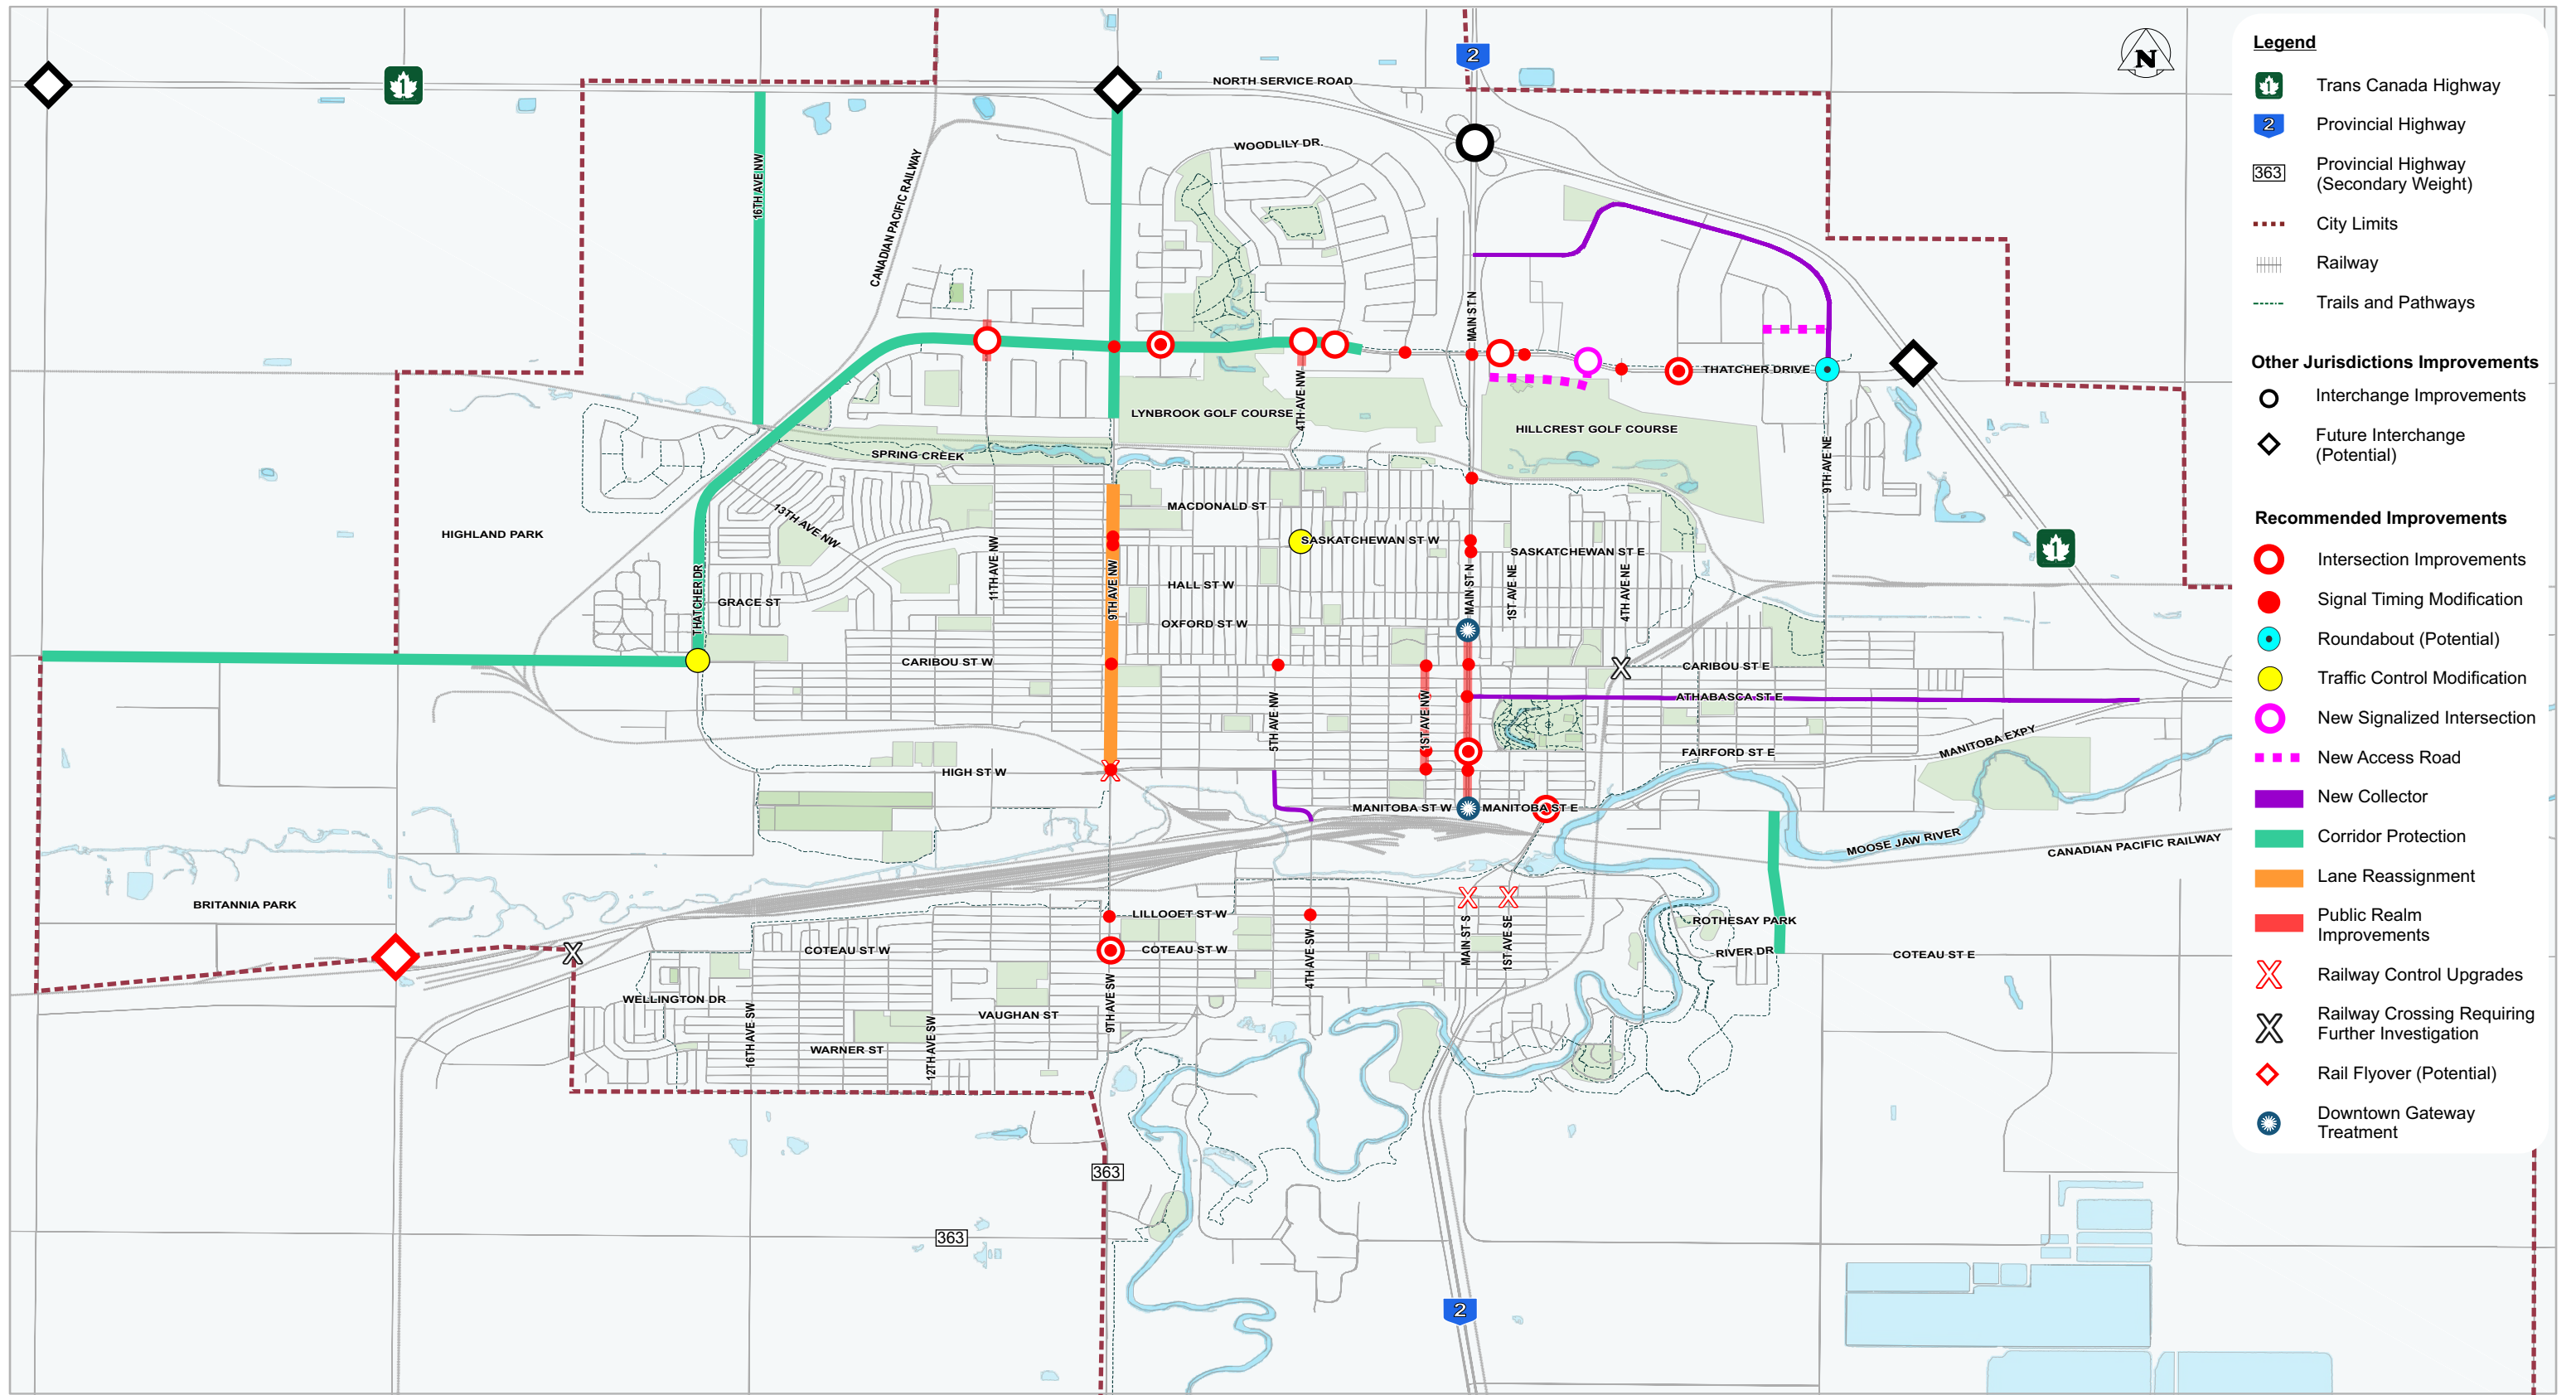 2
N
1
NORTH SERVICE ROAD
WOODLILY DR.
16TH AVE NW
CANADIAN PACIFIC RAILWAY
MAIN ST N
THATCHER DRIVE
4TH AVE NW
LYNBROOK GOLF COURSE
HILLCREST GOLF COURSE
SPRING CREEK
9TH AVE NE
MACDONALD ST
13TH AVE NW
HIGHLAND PARK
SASKATCHEWAN ST W
SASKATCHEWAN ST E
1
THATCHER DR
11TH AVE NW
9TH AVE NW
HALL ST W
MAIN ST N
1ST AVE NE
4TH AVE NE
GRACE ST
OXFORD ST W
CARIBOU ST W
CARIBOU ST E
ATHABASCA ST E
5TH AVE NW
1ST AVE NW
FAIRFORD ST E
MANITOBA EXPY
HIGH ST W
MANITOBA ST W
MANITOBA ST E
MOOSE JAW RIVER
CANADIAN PACIFIC RAILWAY
BRITANNIA PARK
LILLOOET ST W
ROTHESAY PARK
COTEAU ST W
COTEAU ST W
4TH AVE SW
MAIN ST S
1ST AVE SE
RIVER DR
COTEAU ST E
WELLINGTON DR
9TH AVE SW
VAUGHAN ST
16TH AVE SW
12TH AVE SW
WARNER ST
363
363
2
Legend
1 Trans Canada Highway
2 Provincial Highway
363 Provincial Highway
(Secondary Weight)
City Limits
Railway
Trails and Pathways
Other Jurisdictions Improvements
Interchange Improvements
Future Interchange
(Potential)
Recommended Improvements
Intersection Improvements
Signal Timing Modification
Roundabout (Potential)
Traffic Control Modification
New Signalized Intersection
New Access Road
New Collector
Corridor Protection
Lane Reassignment
Public Realm
Improvements
Railway Control Upgrades
Railway Crossing Requiring
Further Investigation
Rail Flyover (Potential)
Downtown Gateway
Treatment